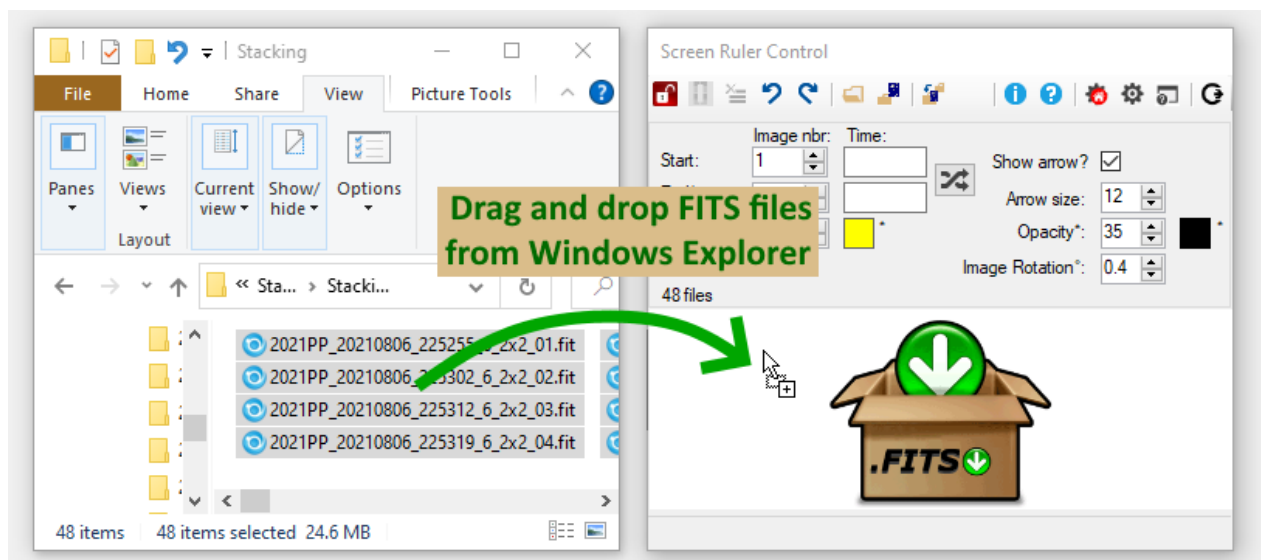 Stacking
File Home Share View Picture Tools
Panes Views Current view Show/ hide Options
Layout
« Sta... › Stacki...
2021PP_20210806_225255_6_2x2_01.fit
2021PP_20210806_225302_6_2x2_02.fit
2021PP_20210806_225312_6_2x2_03.fit
2021PP_20210806_225319_6_2x2_04.fit
48 items 48 items selected 24.6 MB
Drag and drop FITS files
from Windows Explorer
Screen Ruler Control
Image nbr: Time:
Start: 1
Show arrow?
Arrow size: 12
Opacity*: 35 *
*
Image Rotation°: 0.4
48 files
.FITS